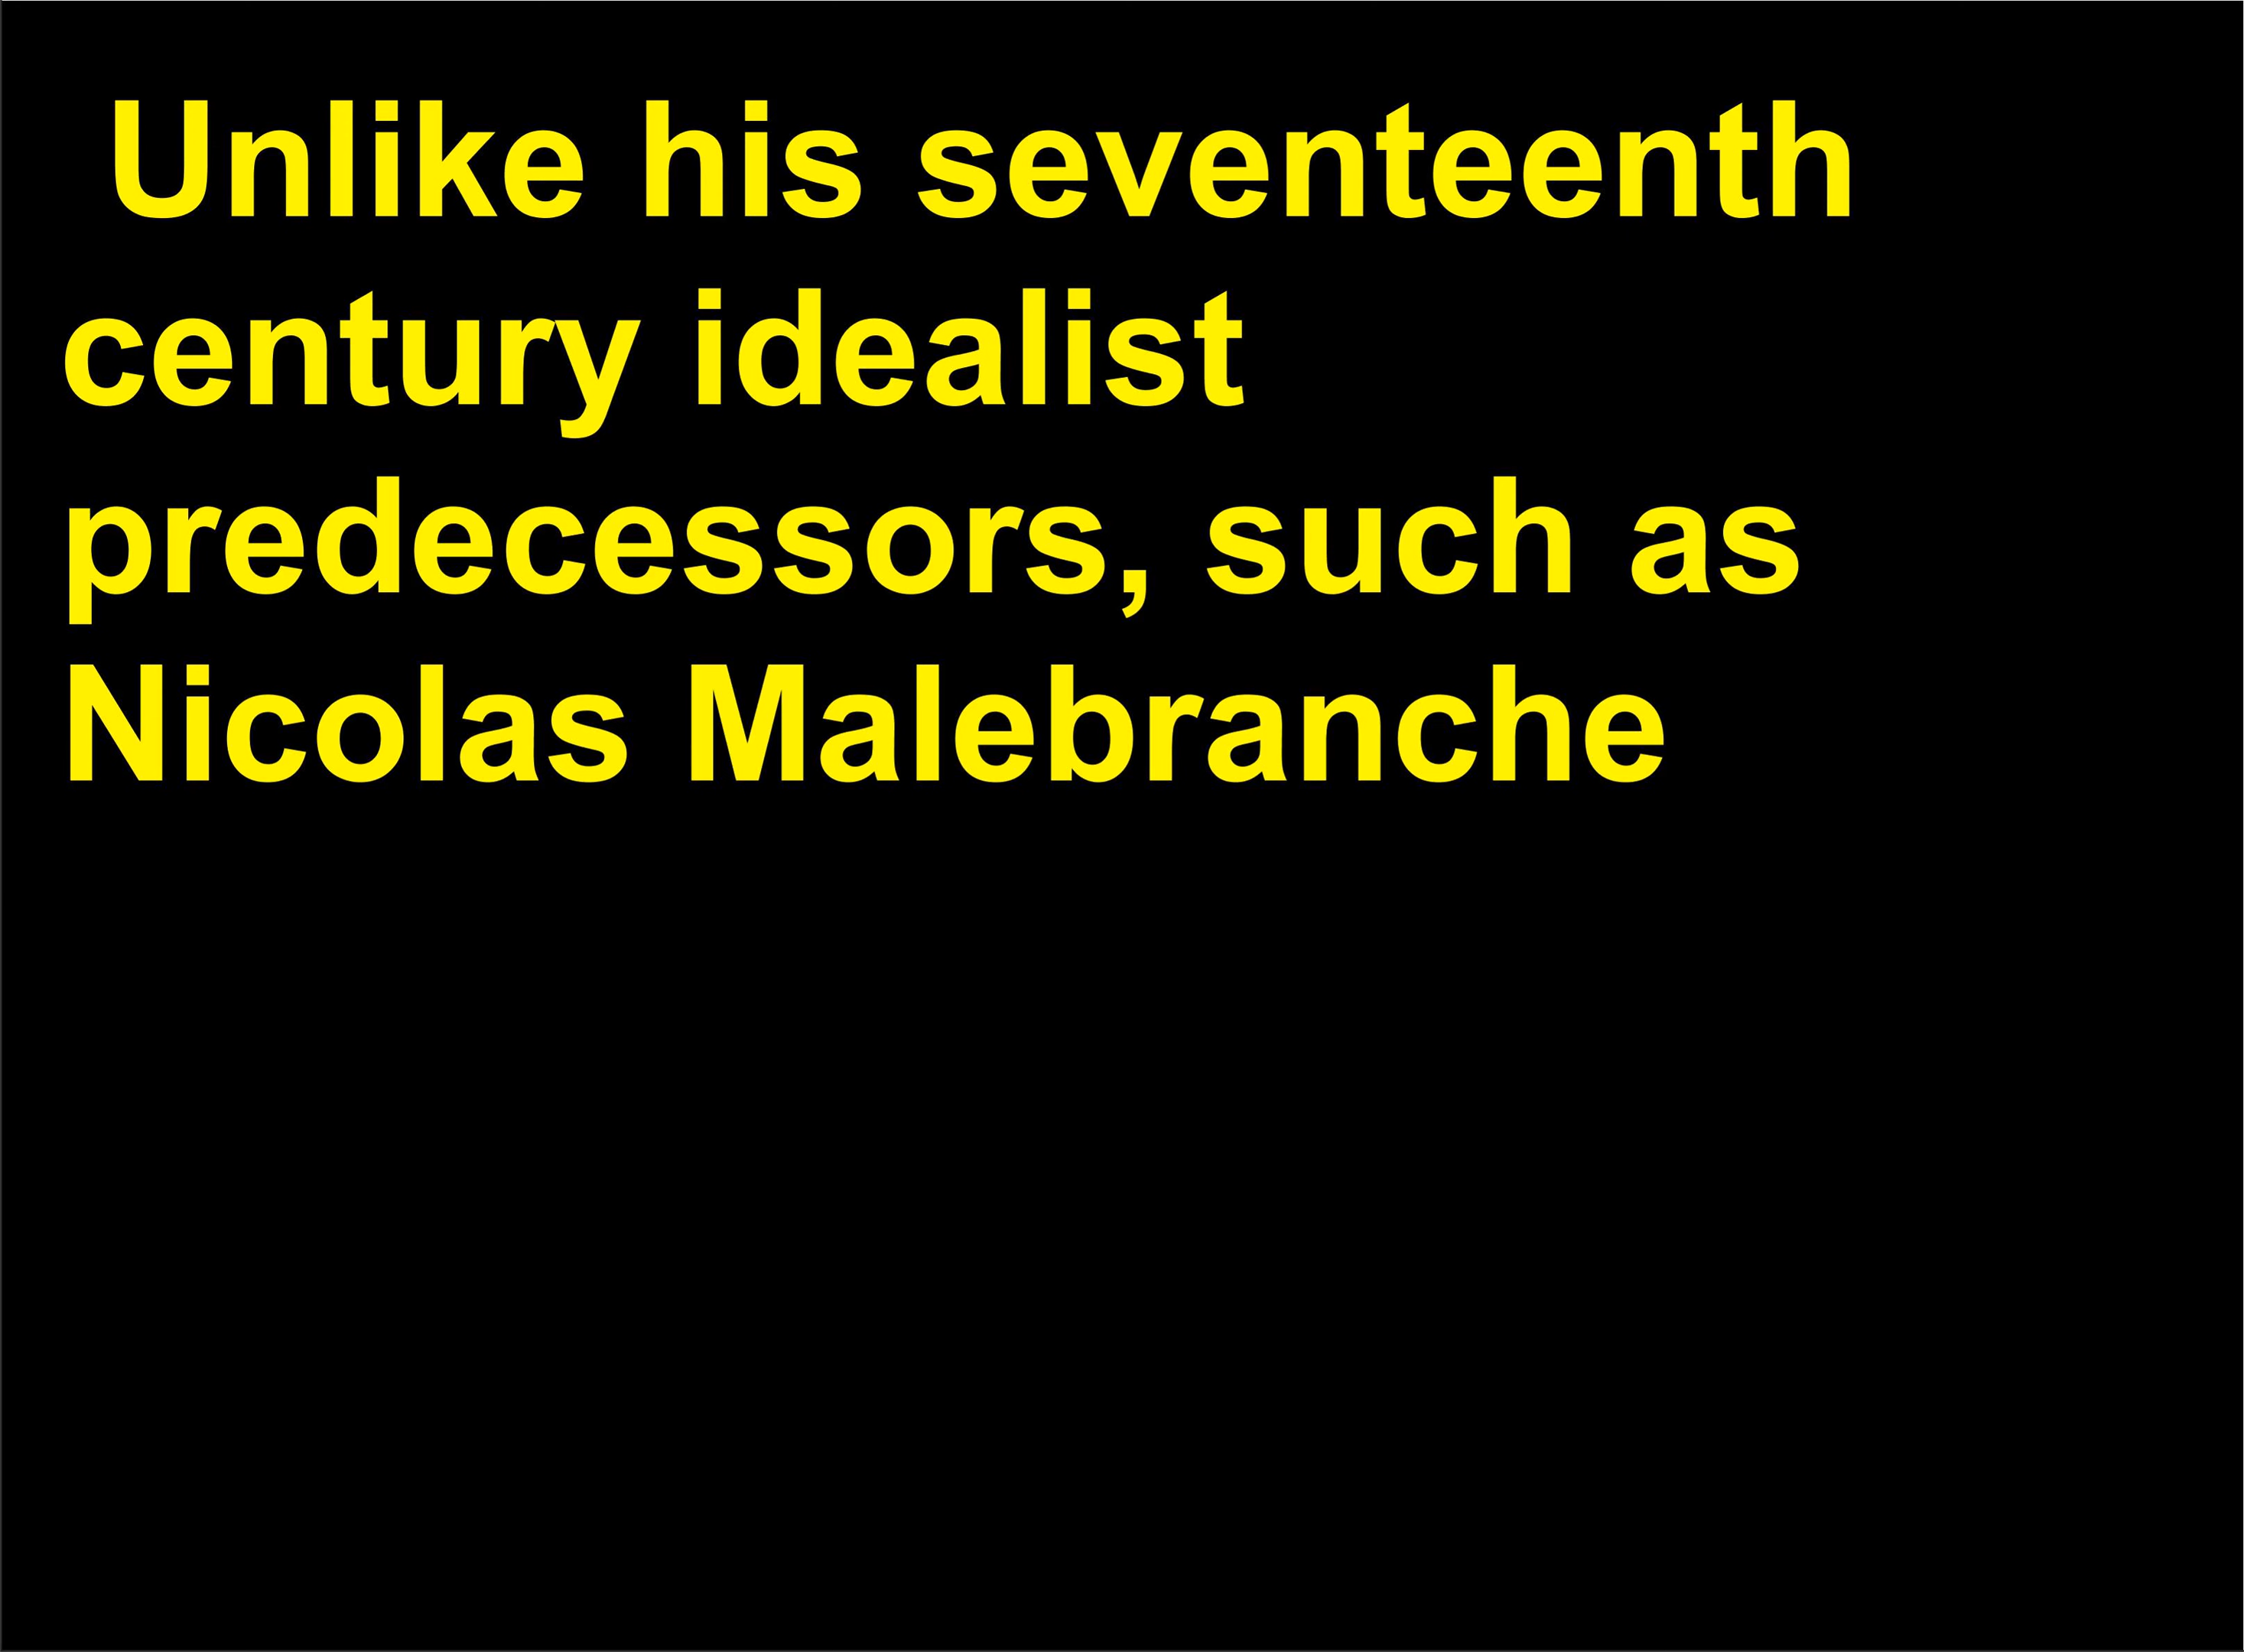 Unlike his seventeenth
century idealist
predecessors, such as
Nicolas Malebranche